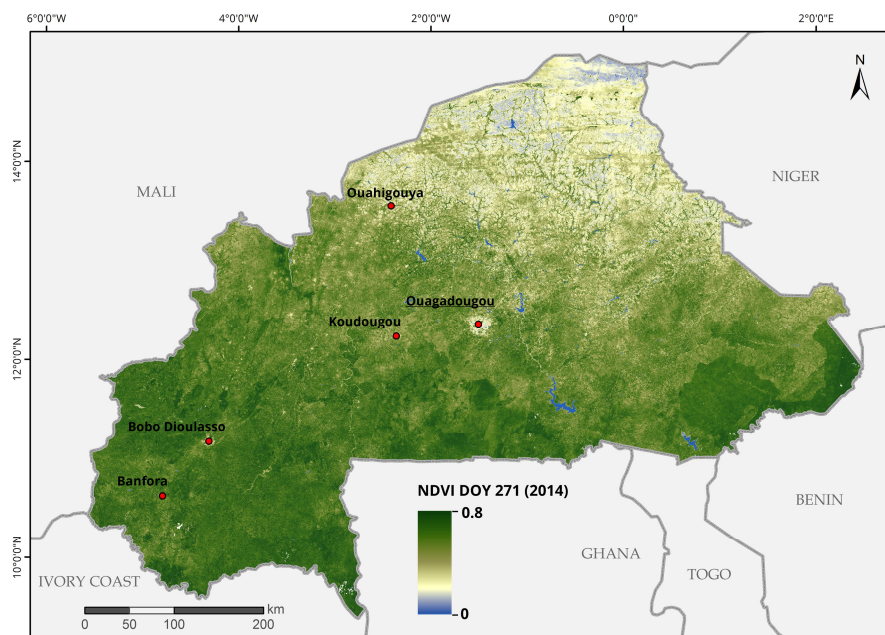 6°0'0"W 4°0'0"W 2°0'0"W 0°0'0" 2°0'0"E
N
14°0'0"N
MALI
NIGER
Ouahigouya
Ouagadougou
Koudougou
12°0'0"N
Bobo Dioulasso
Banfora
NDVI DOY 271 (2014)
0.8
0
BENIN
GHANA
TOGO
10°0'0"N
IVORY COAST
km
0 50 100 200